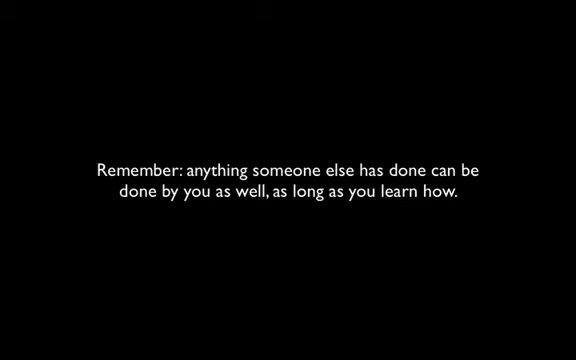 Remember: anything someone else has done can be
done by you as well, as long as you learn how.